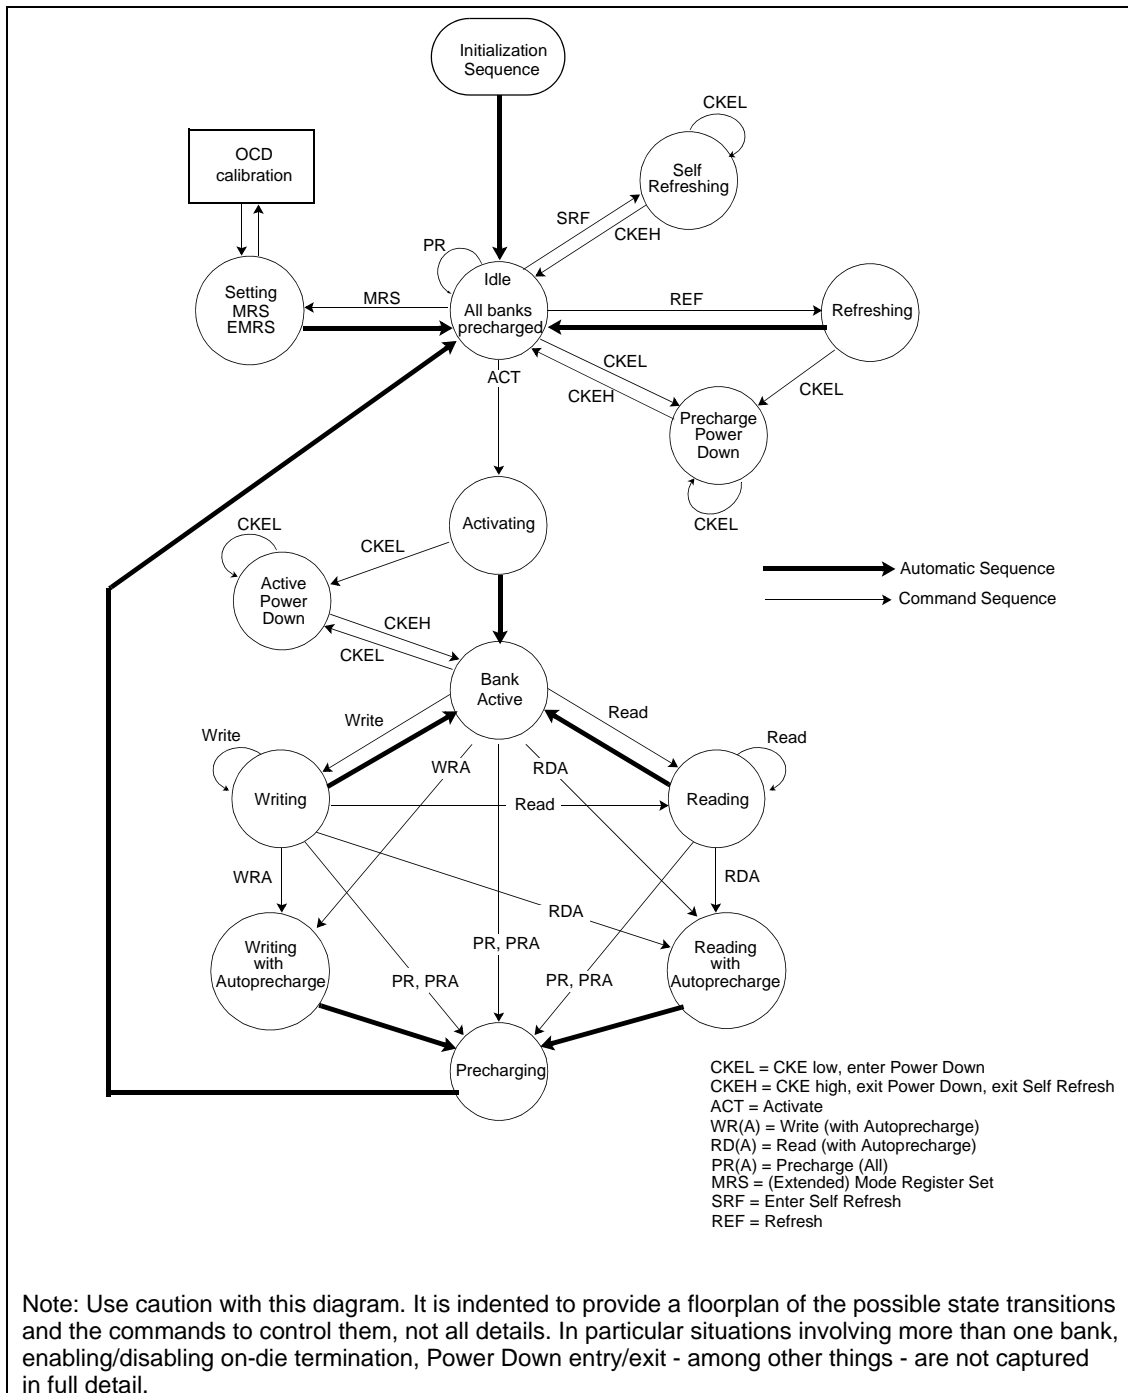 Initialization
Sequence
CKEL
OCD
calibration
Self
Refreshing
SRF
CKEH
PR
Idle
All banks
precharged
Setting
MRS
EMRS
MRS
REF
Refreshing
CKEL
CKEH
CKEL
ACT
Precharge
Power
Down
CKEL
Activating
CKEL
CKEL
Active
Power
Down
CKEH
CKEL
Automatic Sequence
Command Sequence
Bank
Active
Write
Read
Write
Read
WRA
RDA
Writing
Read
Reading
WRA
RDA
RDA
Writing
with
Autoprecharge
PR, PRA
PR, PRA
PR, PRA
Reading
with
Autoprecharge
Precharging
CKEL = CKE low, enter Power Down
CKEH = CKE high, exit Power Down, exit Self Refresh
ACT = Activate
WR(A) = Write (with Autoprecharge)
RD(A) = Read (with Autoprecharge)
PR(A) = Precharge (All)
MRS = (Extended) Mode Register Set
SRF = Enter Self Refresh
REF = Refresh
Note: Use caution with this diagram. It is indented to provide a floorplan of the possible state transitions
and the commands to control them, not all details. In particular situations involving more than one bank,
enabling/disabling on-die termination, Power Down entry/exit - among other things - are not captured
in full detail.